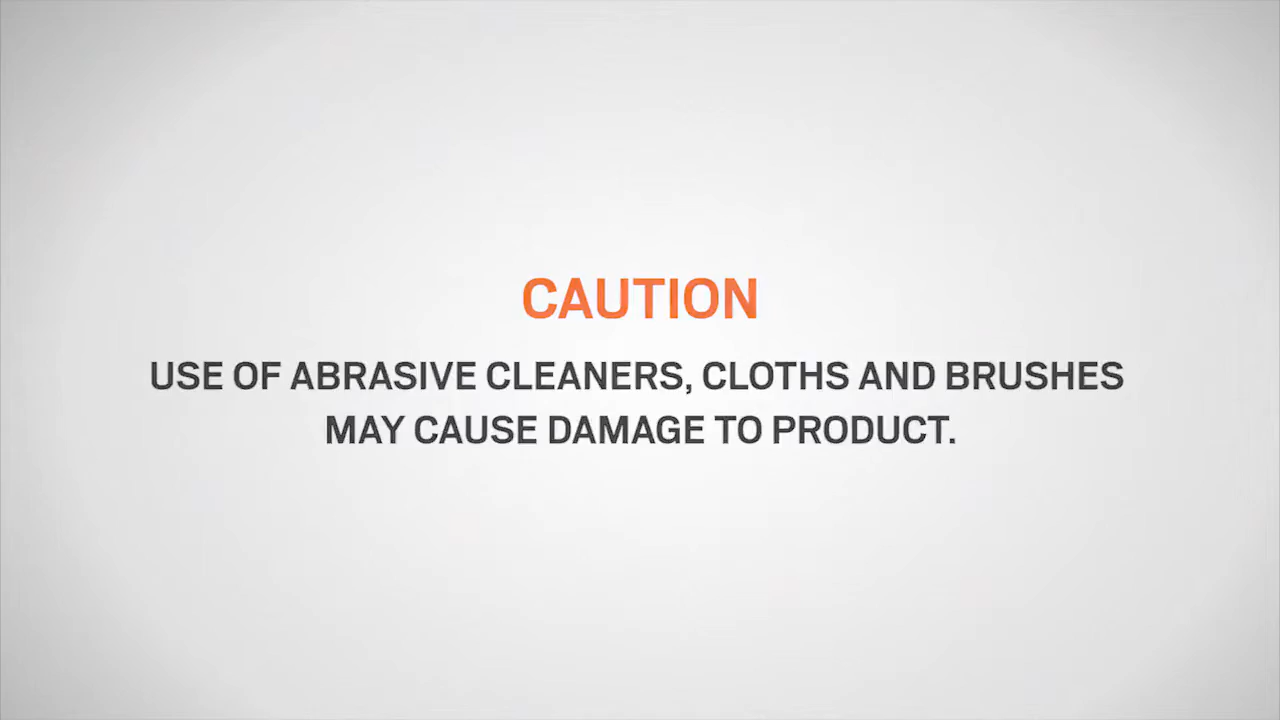 CAUTION
USE OF ABRASIVE CLEANERS, CLOTHS AND BRUSHES
MAY CAUSE DAMAGE TO PRODUCT.